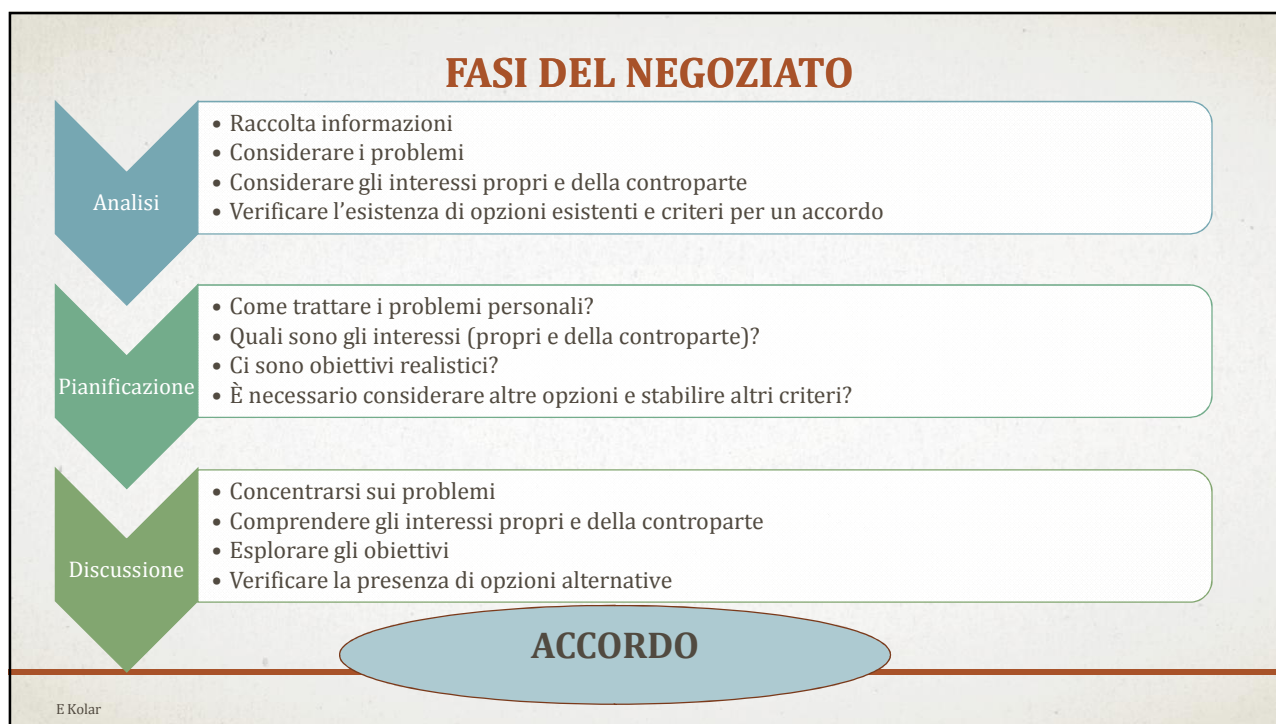 FASI DEL NEGOZIATO
Analisi
• Raccolta informazioni
• Considerare i problemi
• Considerare gli interessi propri e della controparte
• Verificare l’esistenza di opzioni esistenti e criteri per un accordo
Pianificazione
• Come trattare i problemi personali?
• Quali sono gli interessi (propri e della controparte)?
• Ci sono obiettivi realistici?
• È necessario considerare altre opzioni e stabilire altri criteri?
Discussione
• Concentrarsi sui problemi
• Comprendere gli interessi propri e della controparte
• Esplorare gli obiettivi
• Verificare la presenza di opzioni alternative
ACCORDO
E Kolar